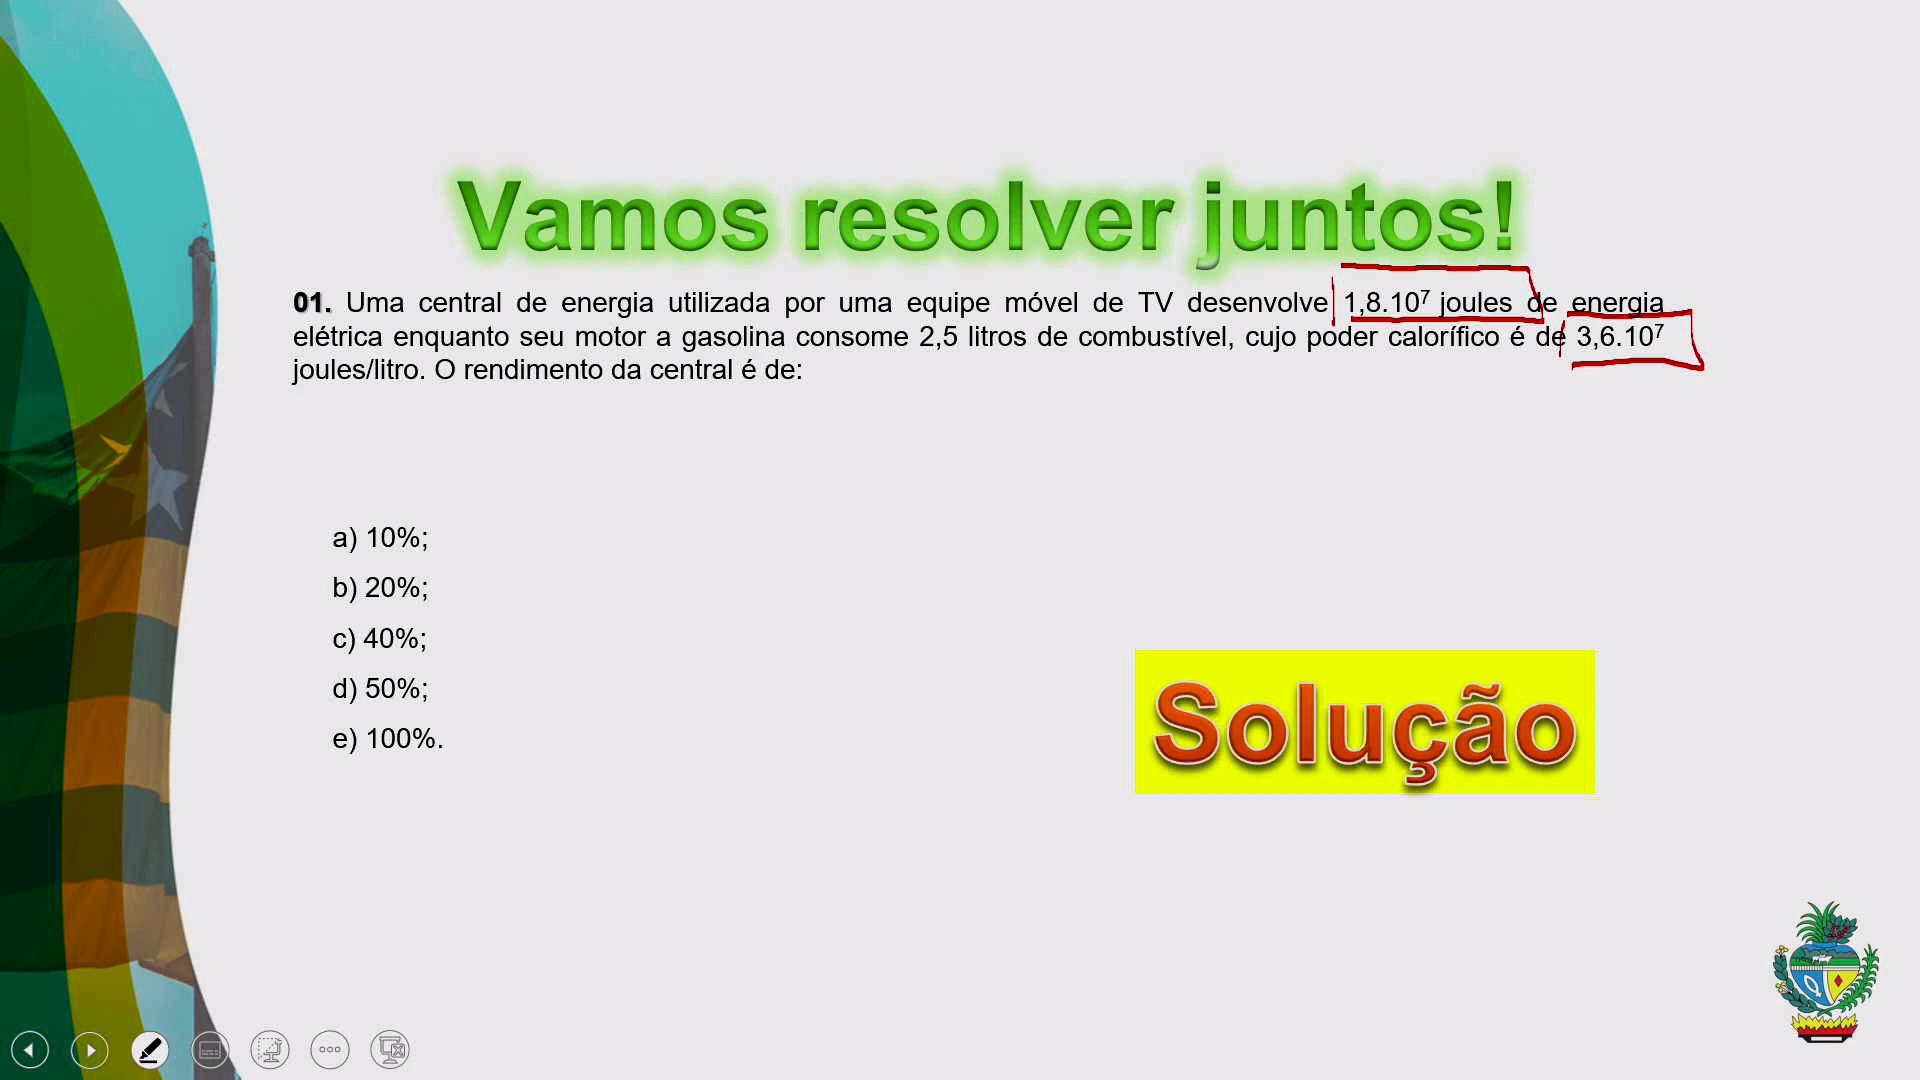 Vamos resolver juntos!
01. Uma central de energia utilizada por uma equipe móvel de TV desenvolve 1,8.10⁷ joules de energia
elétrica enquanto seu motor a gasolina consome 2,5 litros de combustível, cujo poder calorífico é de 3,6.10⁷
joules/litro. O rendimento da central é de:
a) 10%;
b) 20%;
c) 40%;
d) 50%;
e) 100%.
Solução